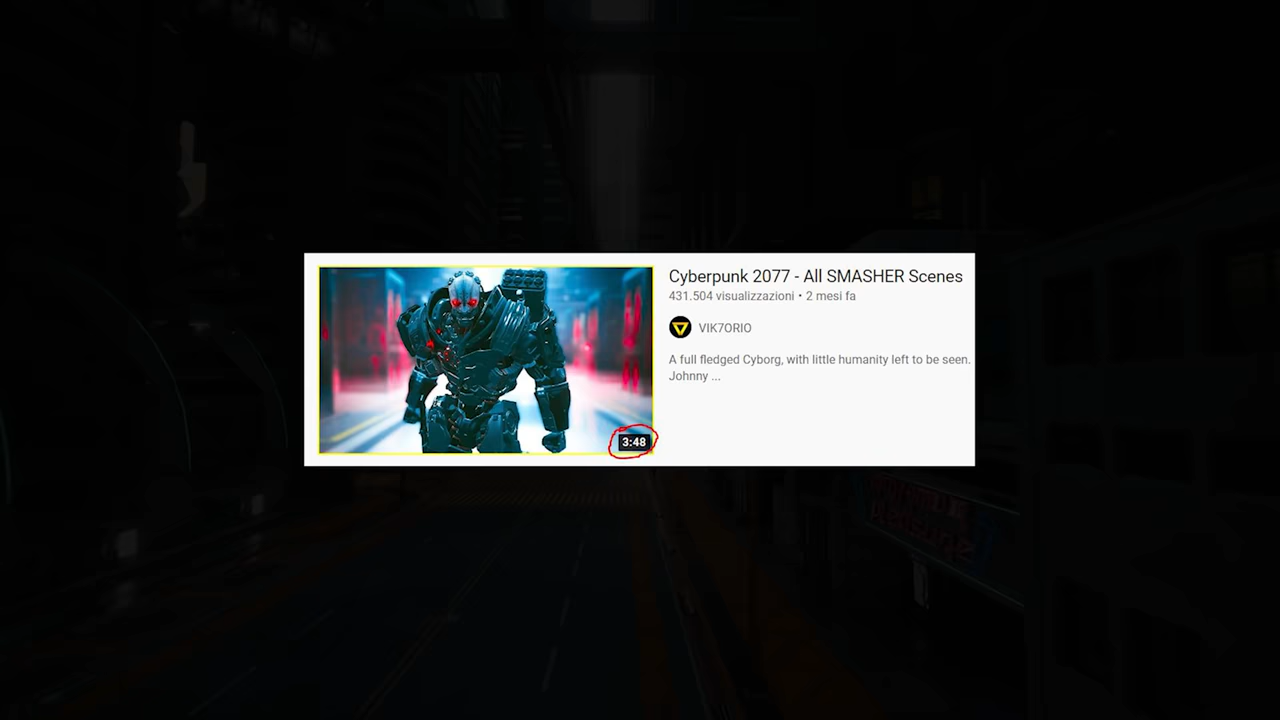 Cyberpunk 2077 - All SMASHER Scenes
431.504 visualizzazioni • 2 mesi fa
VIK7ORIO
A full fledged Cyborg, with little humanity left to be seen.
Johnny ...
3:48